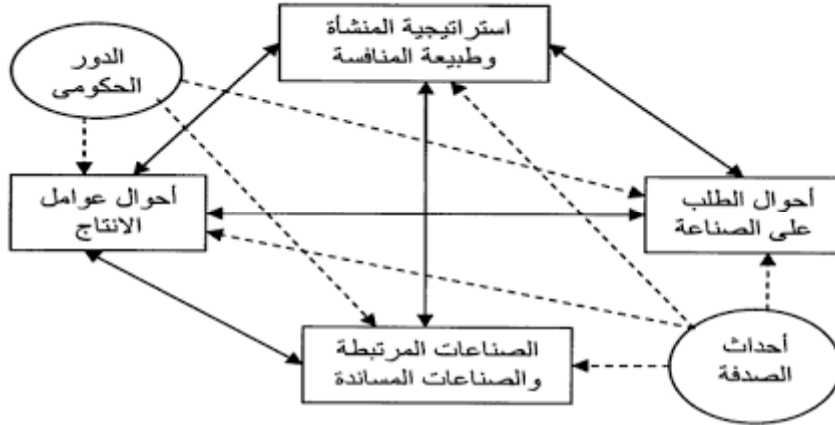 استراتيجية المنشأة
وطبيعة المنافسة
الدور
الحكومى
أحوال عوامل
الانتاج
أحوال الطلب
على الصناعة
الصناعات المرتبطة
والصناعات المساندة
أحداث
الصدفة